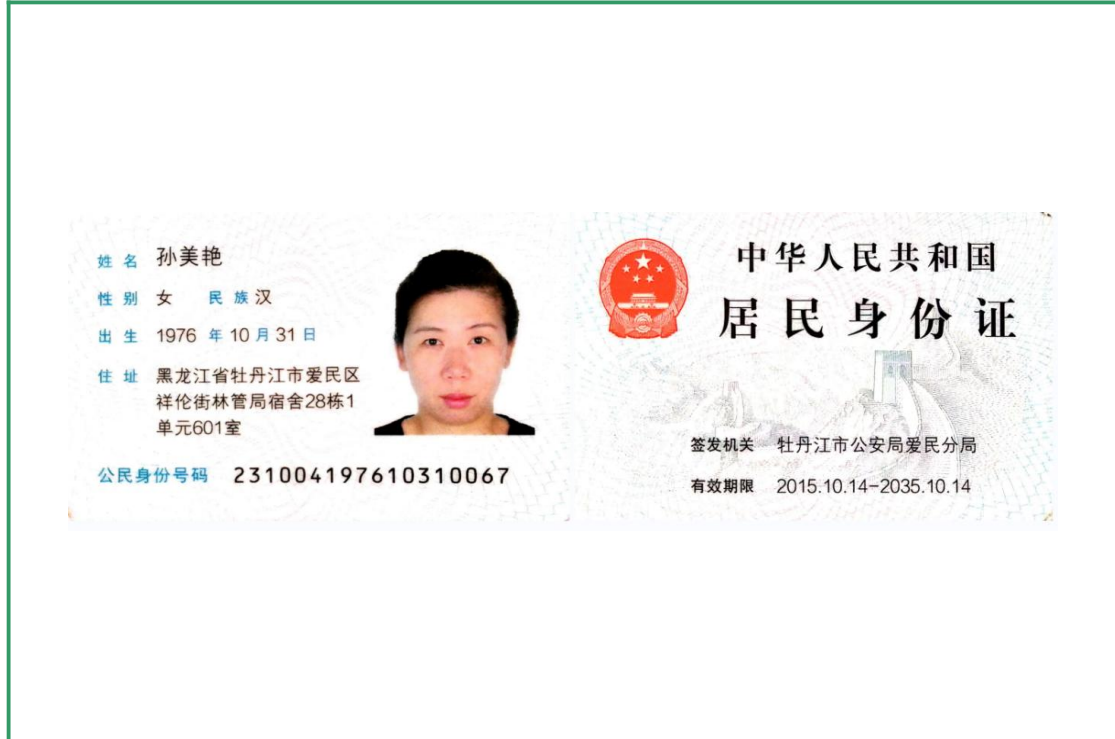 姓名 孙美艳
性别 女 民族 汉
出生 1976 年 10 月 31 日
住址 黑龙江省牡丹江市爱民区
祥伦街林管局宿舍28栋1
单元601室
公民身份号码 231004197610310067
中华人民共和国
居民身份证
签发机关 牡丹江市公安局爱民分局
有效期限 2015.10.14-2035.10.14